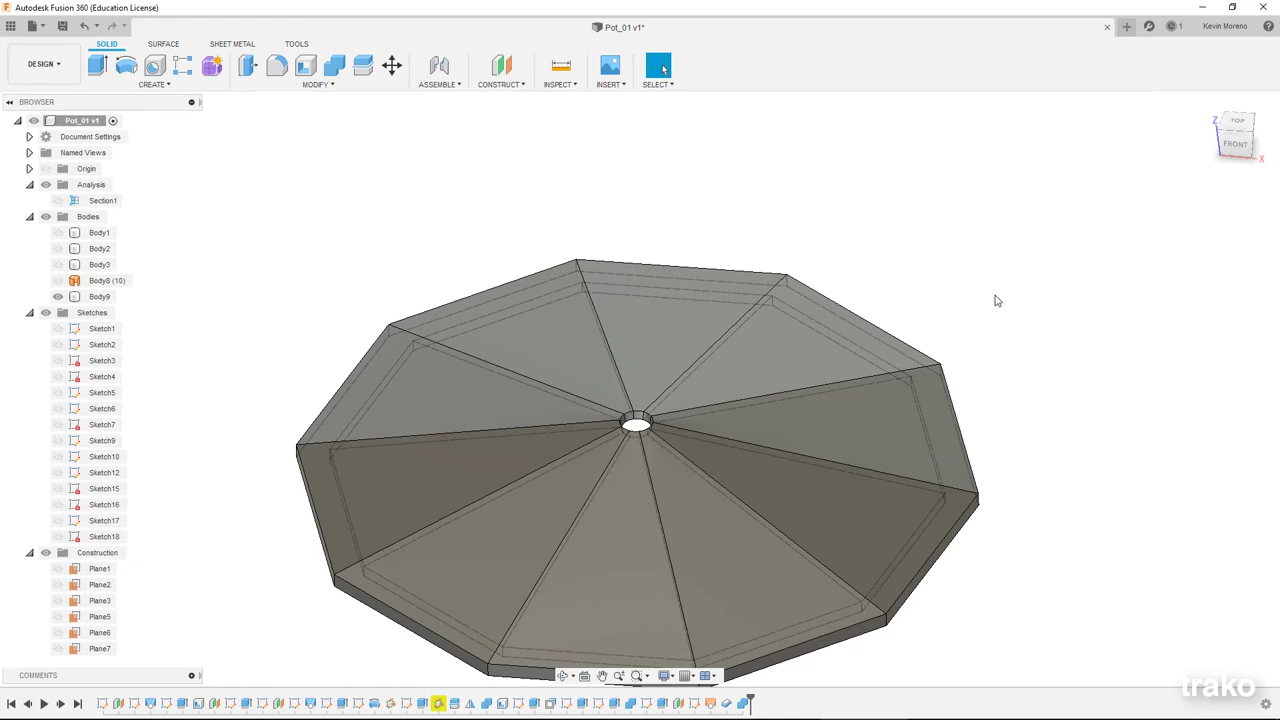 Autodesk Fusion 360 (Education License)
Pot_01 v1*
1
Kevin Moreno
SOLID SURFACE SHEET METAL TOOLS
DESIGN
CREATE MODIFY ASSEMBLE CONSTRUCT INSPECT INSERT SELECT
BROWSER
Pot_01 v1
Document Settings
Named Views
Origin
Analysis
Section1
Bodies
Body1
Body2
Body3
Body8 (10)
Body9
Sketches
Sketch1
Sketch2
Sketch3
Sketch4
Sketch5
Sketch6
Sketch7
Sketch9
Sketch10
Sketch12
Sketch15
Sketch16
Sketch17
Sketch18
Construction
Plane1
Plane2
Plane3
Plane5
Plane6
Plane7
COMMENTS
Z
TOP
FRONT
X
trako